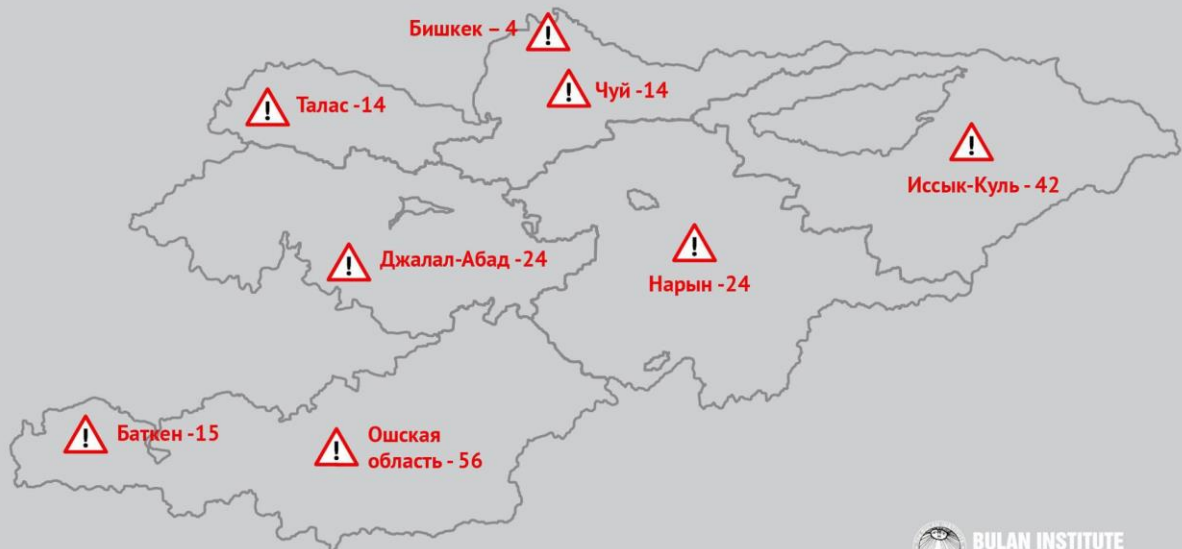 Бишкек – 4
Чуй -14
Талас -14
Иссык-Куль - 42
Джалал-Абад -24
Нарын -24
Баткен -15
Ошская
область - 56
BULAN INSTITUTE